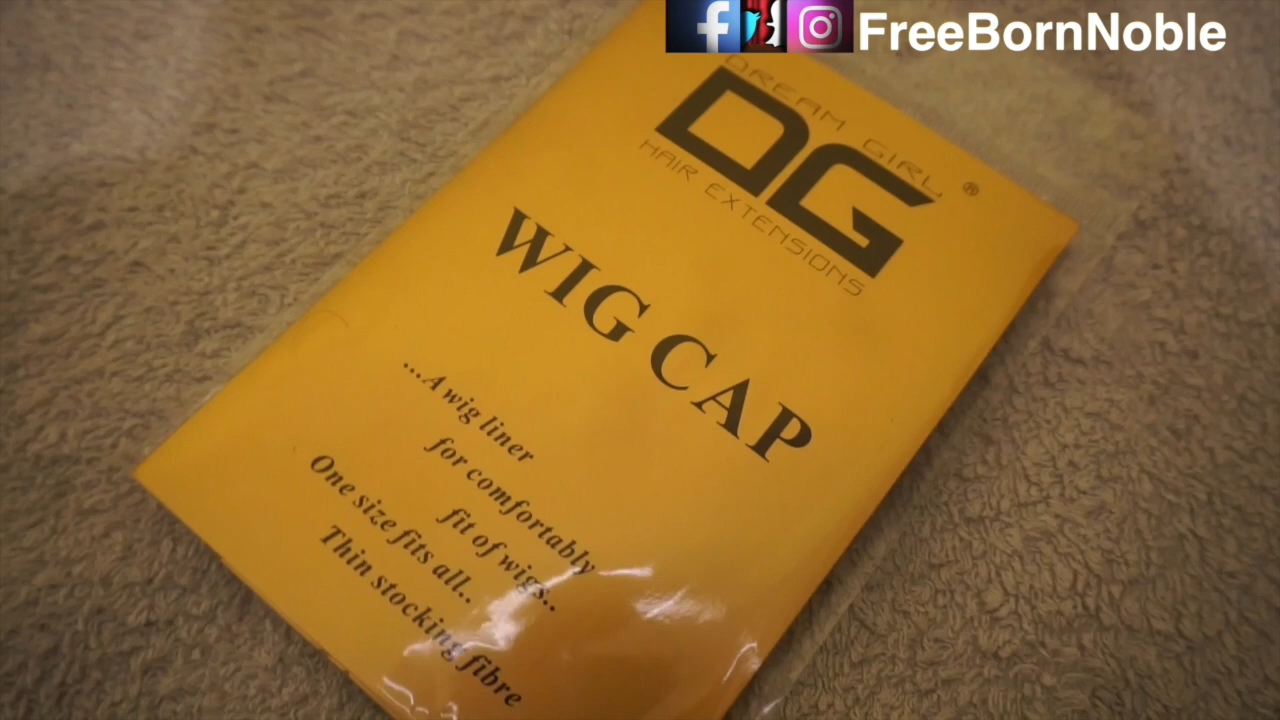 FreeBornNoble
DREAM GIRL ®
DG
HAIR EXTENSIONS
WIG CAP
...A wig liner
for comfortably
fit of wigs..
One size fits all..
Thin stocking fibre